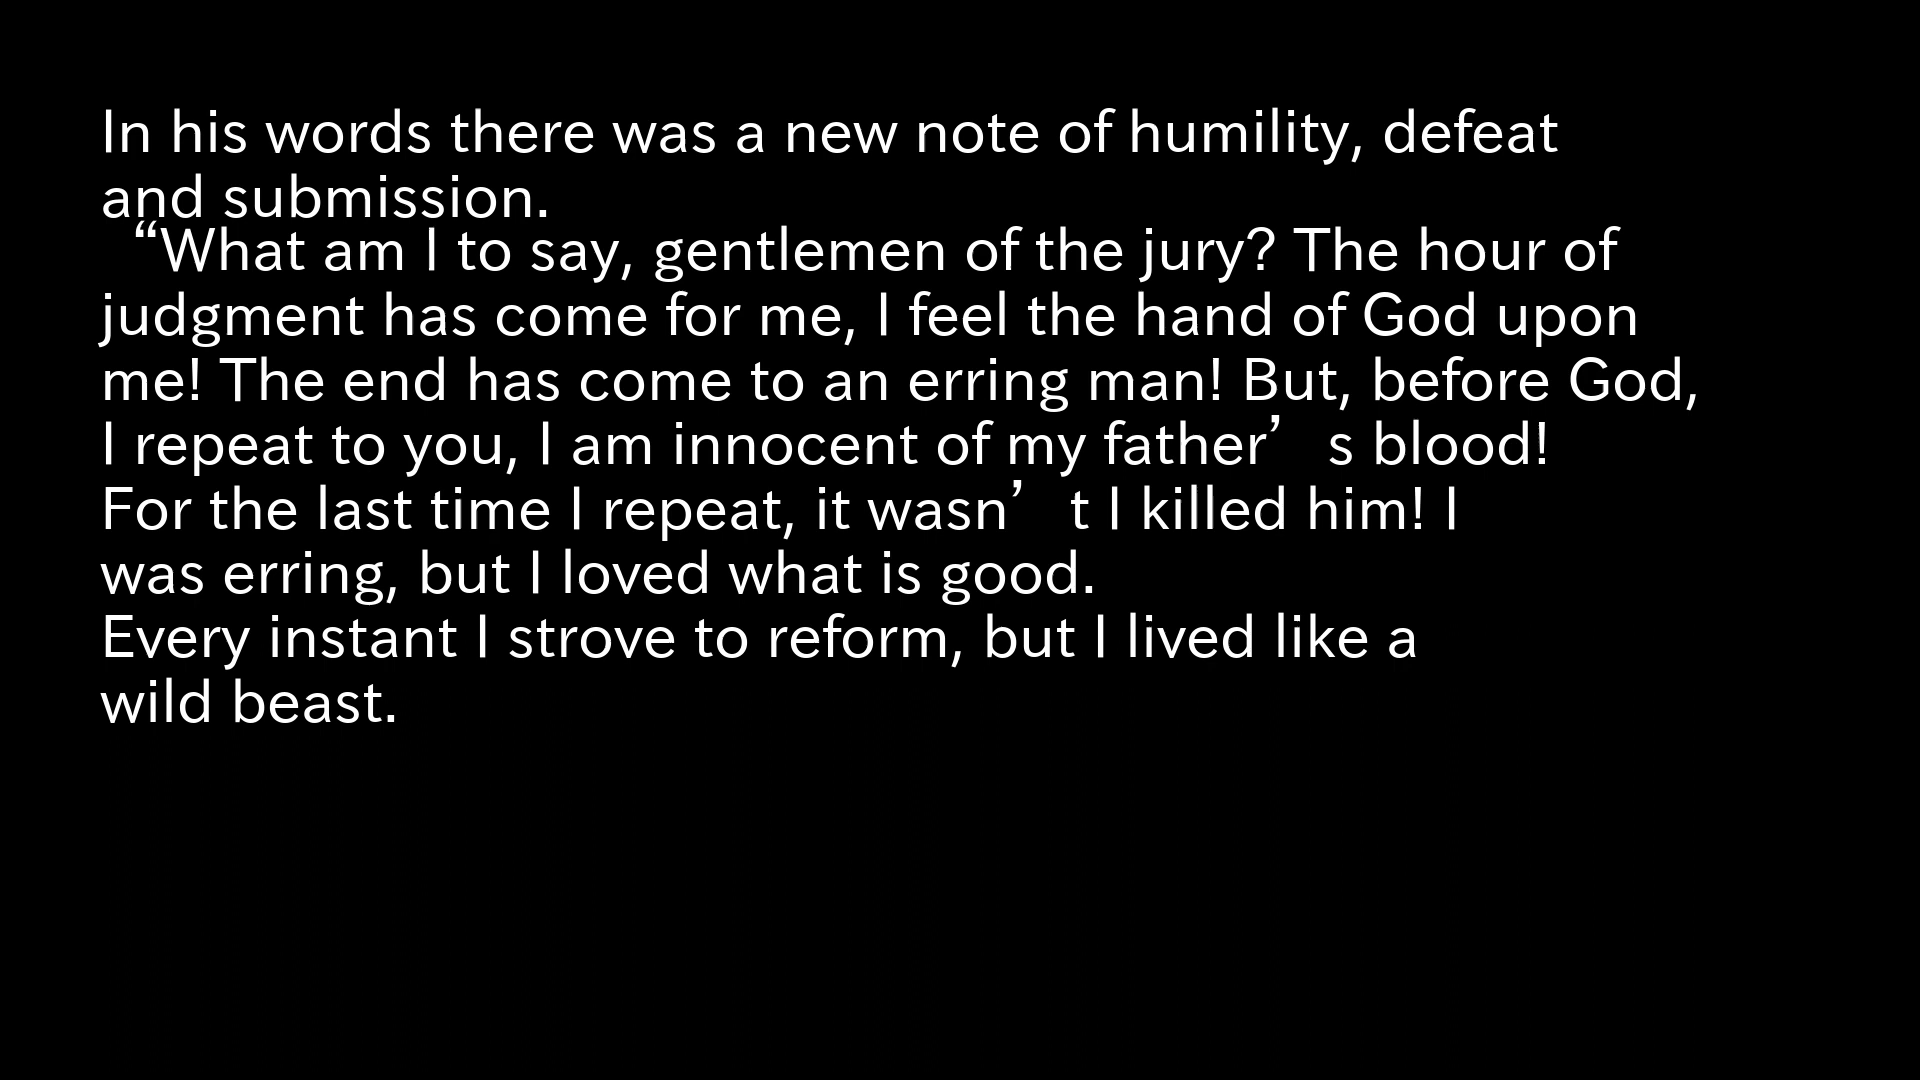 In his words there was a new note of humility, defeat
and submission.
“What am I to say, gentlemen of the jury? The hour of
judgment has come for me, I feel the hand of God upon
me! The end has come to an erring man! But, before God,
I repeat to you, I am innocent of my father’s blood!
For the last time I repeat, it wasn’t I killed him! I
was erring, but I loved what is good.
Every instant I strove to reform, but I lived like a
wild beast.